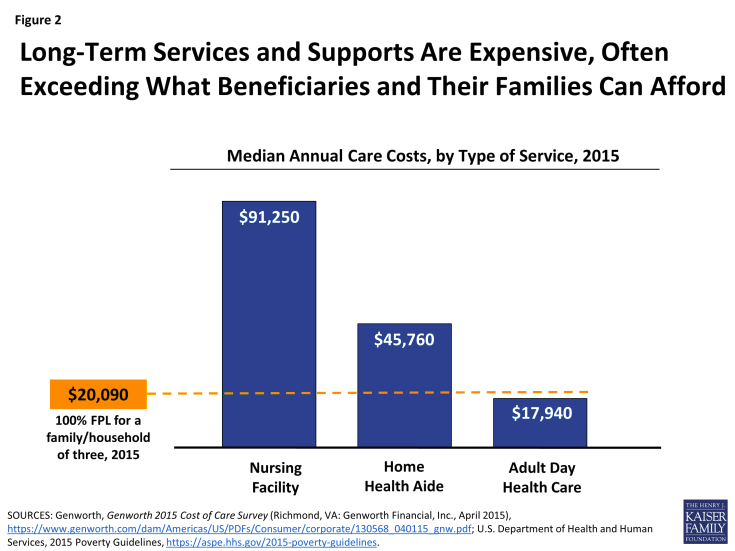 Figure 2
Long-Term Services and Supports Are Expensive, Often
Exceeding What Beneficiaries and Their Families Can Afford
Median Annual Care Costs, by Type of Service, 2015
$91,250
$45,760
$20,090
$17,940
100% FPL for a
family/household
of three, 2015
Nursing
Facility
Home
Health Aide
Adult Day
Health Care
SOURCES: Genworth, Genworth 2015 Cost of Care Survey (Richmond, VA: Genworth Financial, Inc., April 2015),
https://www.genworth.com/dam/Americas/US/PDFs/Consumer/corporate/130568_040115_gnw.pdf; U.S. Department of Health and Human
Services, 2015 Poverty Guidelines, https://aspe.hhs.gov/2015-poverty-guidelines.
THE HENRY J.
KAISER
FAMILY
FOUNDATION